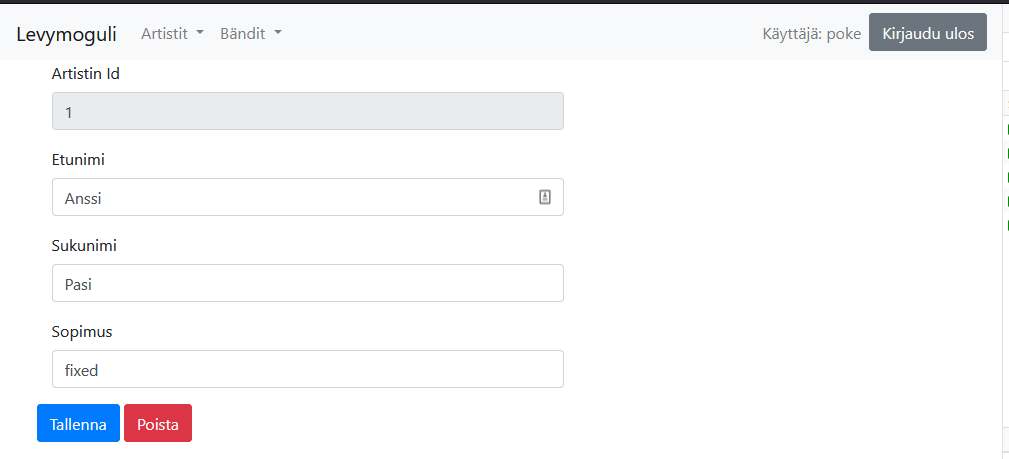 Levymoguli Artistit Bändit Käyttäjä: poke Kirjaudu ulos
Artistin Id
1
Etunimi
Anssi
Sukunimi
Pasi
Sopimus
fixed
Tallenna Poista